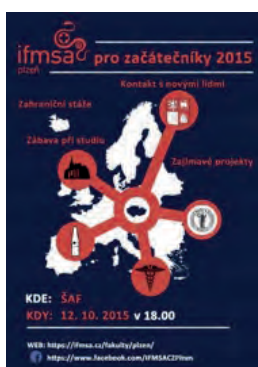 ifmsa
plzeň
pro začátečníky 2015
Kontakt s novými lidmi
Zahraniční stáže
Zábava při studiu
Zajímavé projekty
KDE: ŠAF
KDY: 12. 10. 2015 v 18.00
WEB: https://ifmsa.cz/fakulty/plzen/
https://www.facebook.com/IFMSACZPlzen